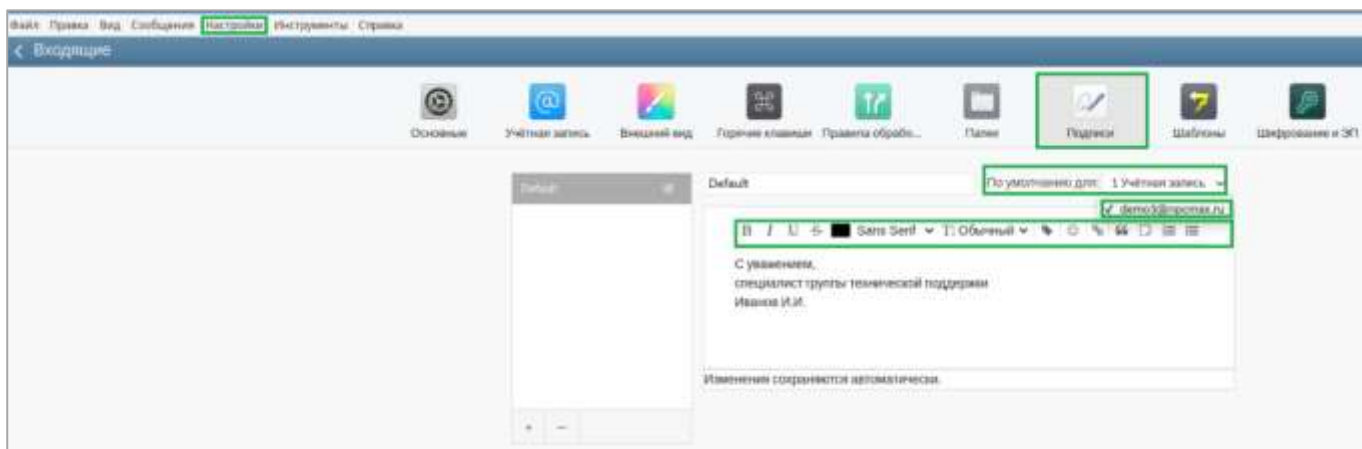 Файл Правка Вид Сообщения Настройки Инструменты Справка
< Входящие
Основные Учётная запись Внешний вид Горячие клавиши Правила обрабо... Папки Подписи Шаблоны Шифрование и ЭП
Default
Default По умолчанию для: 1 Учётная запись
B I U S Sans Serif Обычный
С уважением,
специалист группы технической поддержки
Иванов И.И.
Изменения сохраняются автоматически.
+ −